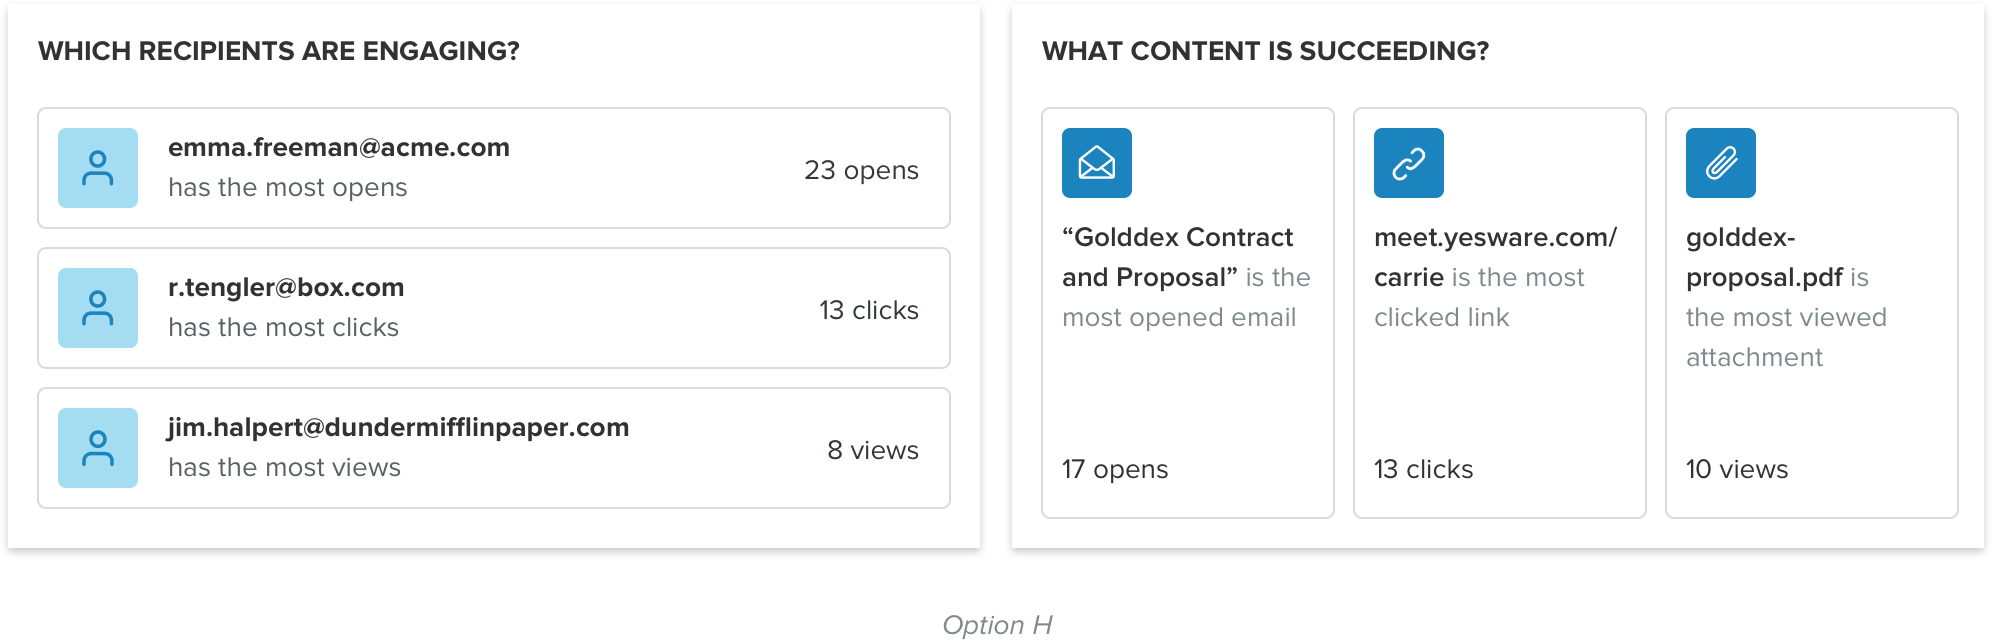 WHICH RECIPIENTS ARE ENGAGING?
emma.freeman@acme.com
has the most opens
23 opens
r.tengler@box.com
has the most clicks
13 clicks
jim.halpert@dundermifflinpaper.com
has the most views
8 views
WHAT CONTENT IS SUCCEEDING?
“Golddex Contract
and Proposal” is the
most opened email
17 opens
meet.yesware.com/
carrie is the most
clicked link
13 clicks
golddex-
proposal.pdf is
the most viewed
attachment
10 views
Option H